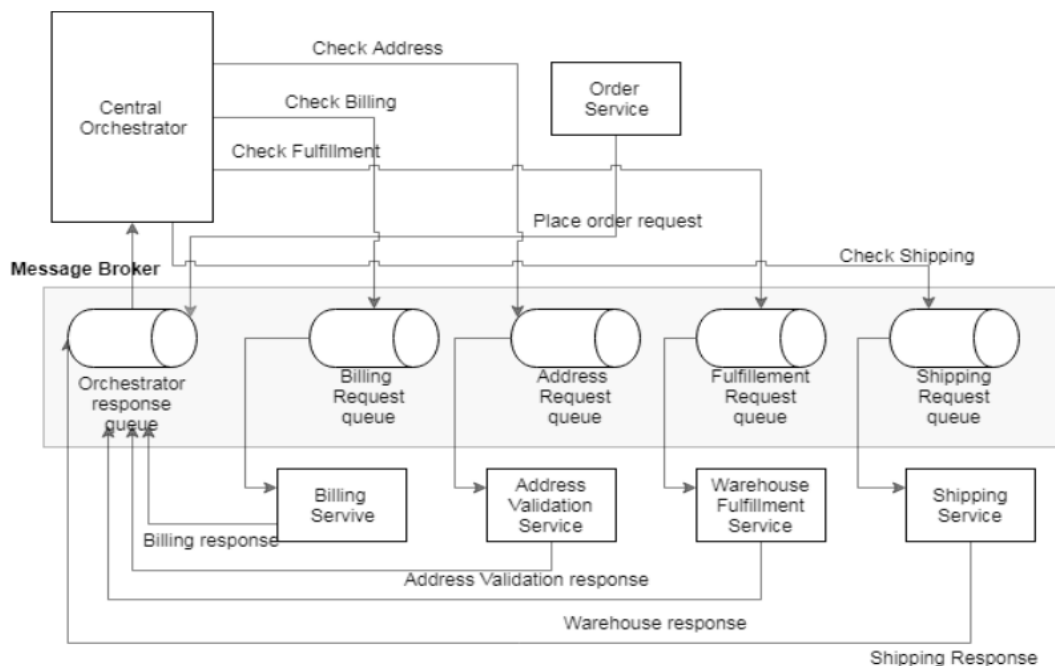 Check Address
Order
Service
Central
Orchestrator
Check Billing
Check Fulfillment
Place order request
Check Shipping
Message Broker
Orchestrator
response
queue
Billing
Request
queue
Address
Request
queue
Fulfillement
Request
queue
Shipping
Request
queue
Billing
Servive
Address
Validation
Service
Warehouse
Fulfillment
Service
Shipping
Service
Billing response
Address Validation response
Warehouse response
Shipping Response